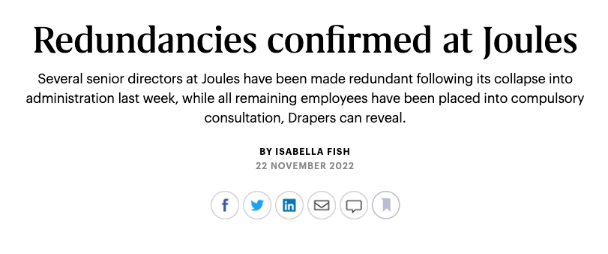 Redundancies confirmed at Joules
Several senior directors at Joules have been made redundant following its collapse into
administration last week, while all remaining employees have been placed into compulsory
consultation, Drapers can reveal.
BY ISABELLA FISH
22 NOVEMBER 2022